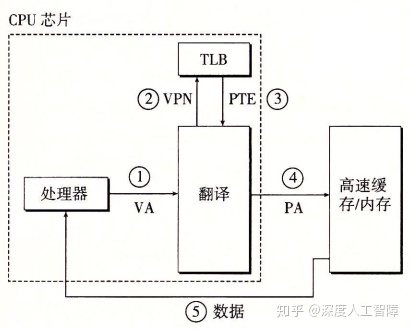 CPU 芯片
TLB
② VPN
PTE ③
处理器
①
VA
翻译
④
PA
高速缓
存/内存
⑤ 数据
知乎 @深度人工智障